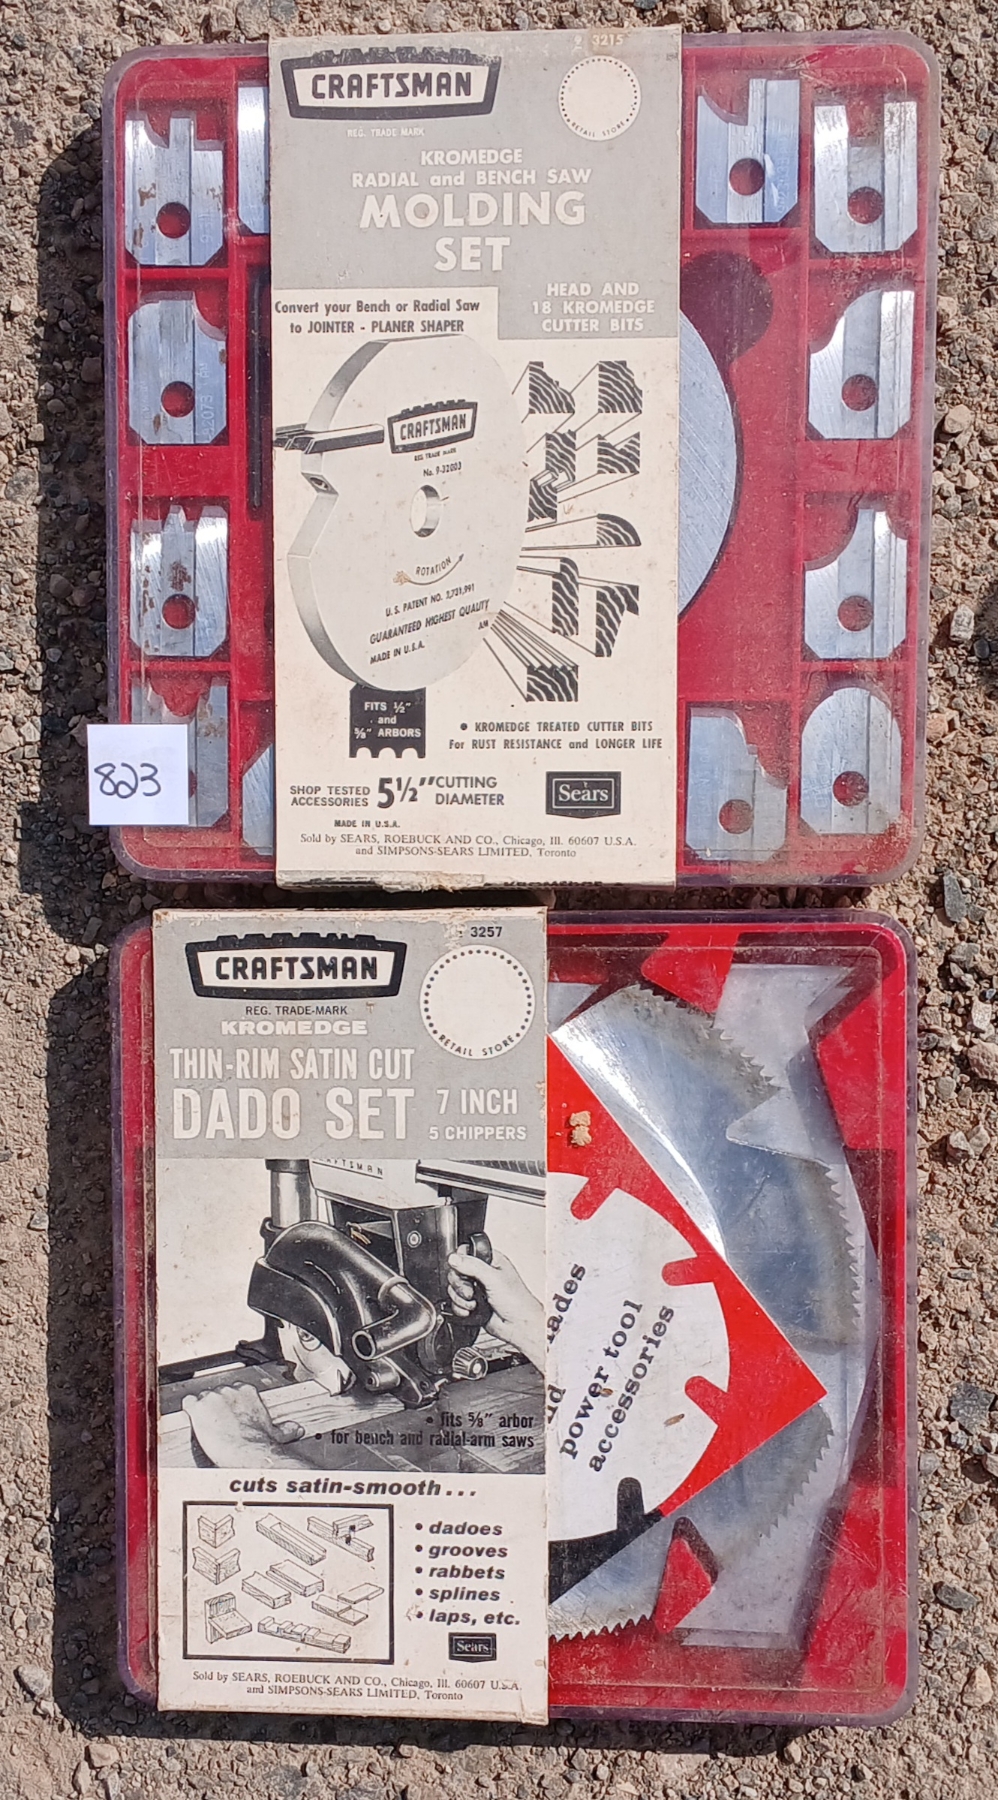 9 3215
CRAFTSMAN
REG. TRADE MARK
RETAIL STORE
KROMEDGE
RADIAL and BENCH SAW
MOLDING
SET
HEAD AND
18 KROMEDGE
CUTTER BITS
Convert your Bench or Radial Saw
to JOINTER - PLANER SHAPER
CRAFTSMAN
REG. TRADE MARK
No. 9-32003
ROTATION
U.S. PATENT NO. 2,731,991
GUARANTEED HIGHEST QUALITY
AM
MADE IN U.S.A.
FITS ½"
and
⅝" ARBORS
• KROMEDGE TREATED CUTTER BITS
For RUST RESISTANCE and LONGER LIFE
SHOP TESTED
ACCESSORIES
5½" CUTTING
DIAMETER
Sears
MADE IN U.S.A.
Sold by SEARS, ROEBUCK AND CO., Chicago, Ill. 60607 U.S.A.
and SIMPSONS-SEARS LIMITED, Toronto
KROMEDGE
823
3257
CRAFTSMAN
REG. TRADE-MARK
RETAIL STORE
KROMEDGE
THIN-RIM SATIN CUT
DADO SET
7 INCH
5 CHIPPERS
• fits ⅝" arbor
• for bench and radial-arm saws
cuts satin-smooth...
• dadoes
• grooves
• rabbets
• splines
• laps, etc.
Sears
Sold by SEARS, ROEBUCK AND CO., Chicago, Ill. 60607 U.S.A.
and SIMPSONS-SEARS LIMITED, Toronto
power tool
accessories